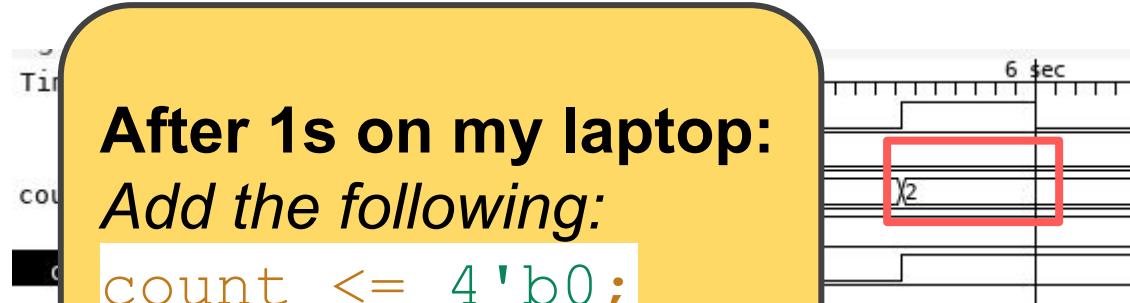 6 sec
After 1s on my laptop:
Add the following:
2
count <= 4'b0;